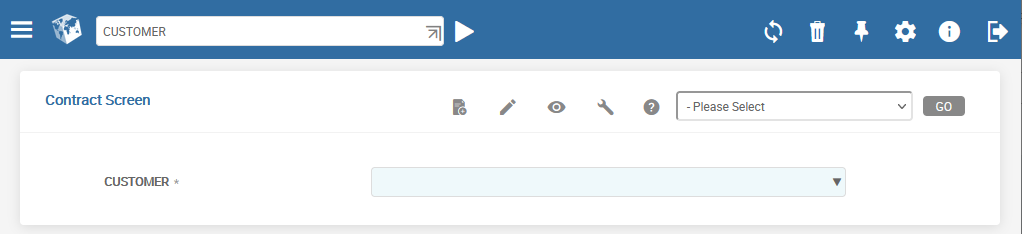 CUSTOMER
Contract Screen
- Please Select
GO
CUSTOMER *